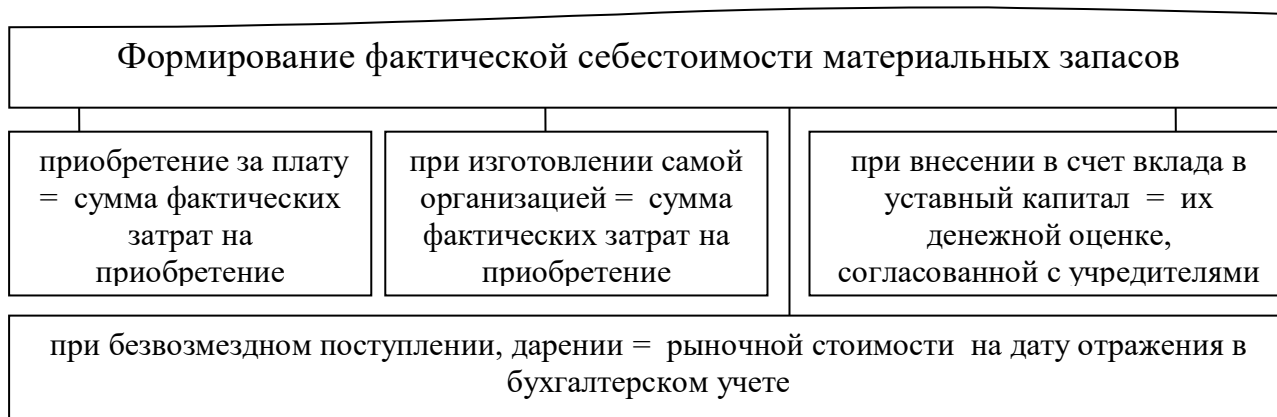 Формирование фактической себестоимости материальных запасов
приобретение за плату
= сумма фактических
затрат на
приобретение
при изготовлении самой
организацией = сумма
фактических затрат на
приобретение
при внесении в счет вклада в
уставный капитал = их
денежной оценке,
согласованной с учредителями
при безвозмездном поступлении, дарении = рыночной стоимости на дату отражения в
бухгалтерском учете